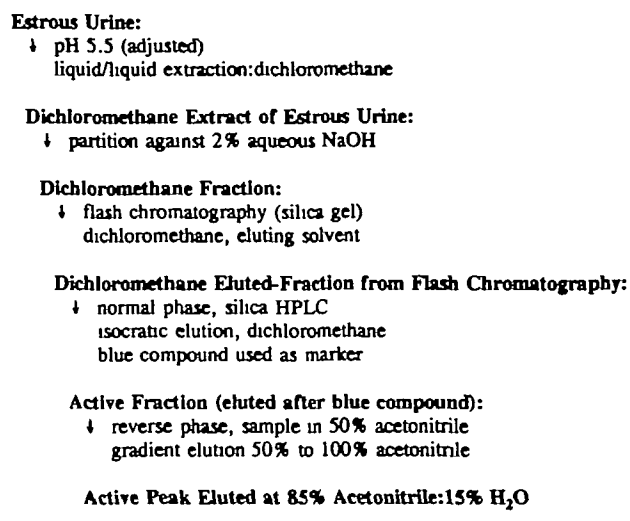 Estrous Urine:
↓ pH 5.5 (adjusted)
liquid/liquid extraction:dichloromethane
Dichloromethane Extract of Estrous Urine:
↓ partition against 2% aqueous NaOH
Dichloromethane Fraction:
↓ flash chromatography (silica gel)
dichloromethane, eluting solvent
Dichloromethane Eluted-Fraction from Flash Chromatography:
↓ normal phase, silica HPLC
isocratic elution, dichloromethane
blue compound used as marker
Active Fraction (eluted after blue compound):
↓ reverse phase, sample in 50% acetonitrile
gradient elution 50% to 100% acetonitrile
Active Peak Eluted at 85% Acetonitrile:15% H₂O